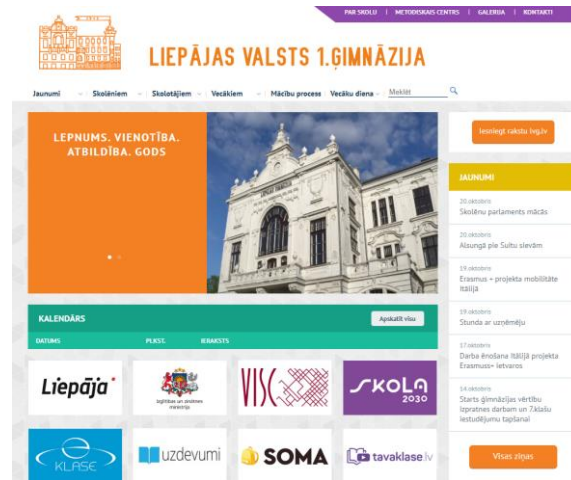 PAR SKOLU | METODISKAIS CENTRS | GALERIJA | KONTAKTI
LIEPĀJAS VALSTS 1.ĢIMNĀZIJA
Jaunumi Skolēniem Skolotājiem Vecākiem Mācību process Vecāku diena Meklēt
LEPNUMS. VIENOTĪBA.
ATBILDĪBA. GODS
Iesniegt rakstu lvg.lv
JAUNUMI
20.oktobris
Skolēnu parlaments mācās
20.oktobris
Alsungā pie Suitu sievām
19.oktobris
Erasmus + projekta mobilitāte
Itālijā
19.oktobris
Stunda ar uzņēmēju
17.oktobris
Darba ēnošana Itālijā projekta
Erasmus+ ietvaros
14.oktobris
Starts ģimnāzijas vērtību
izpratnes darbam un 7.klašu
iestudējumu tapšanai
Visas ziņas
KALENDĀRS
Apskatīt visu
DATUMS PLKST. IERAKSTS
Liepāja
Izglītības un zinātnes
ministrija
VISC
SKOLA
2030
E
KLASE
uzdevumi
SOMA
tavaklase.lv